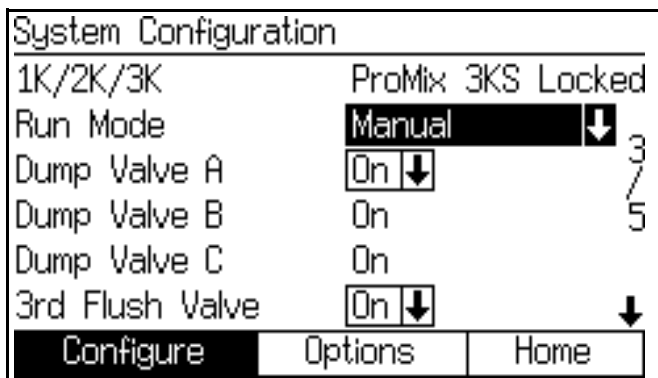 System Configuration
1K/2K/3K ProMix 3KS Locked
Run Mode Manual
Dump Valve A On
Dump Valve B On
Dump Valve C On
3rd Flush Valve On
3/5
Configure Options Home